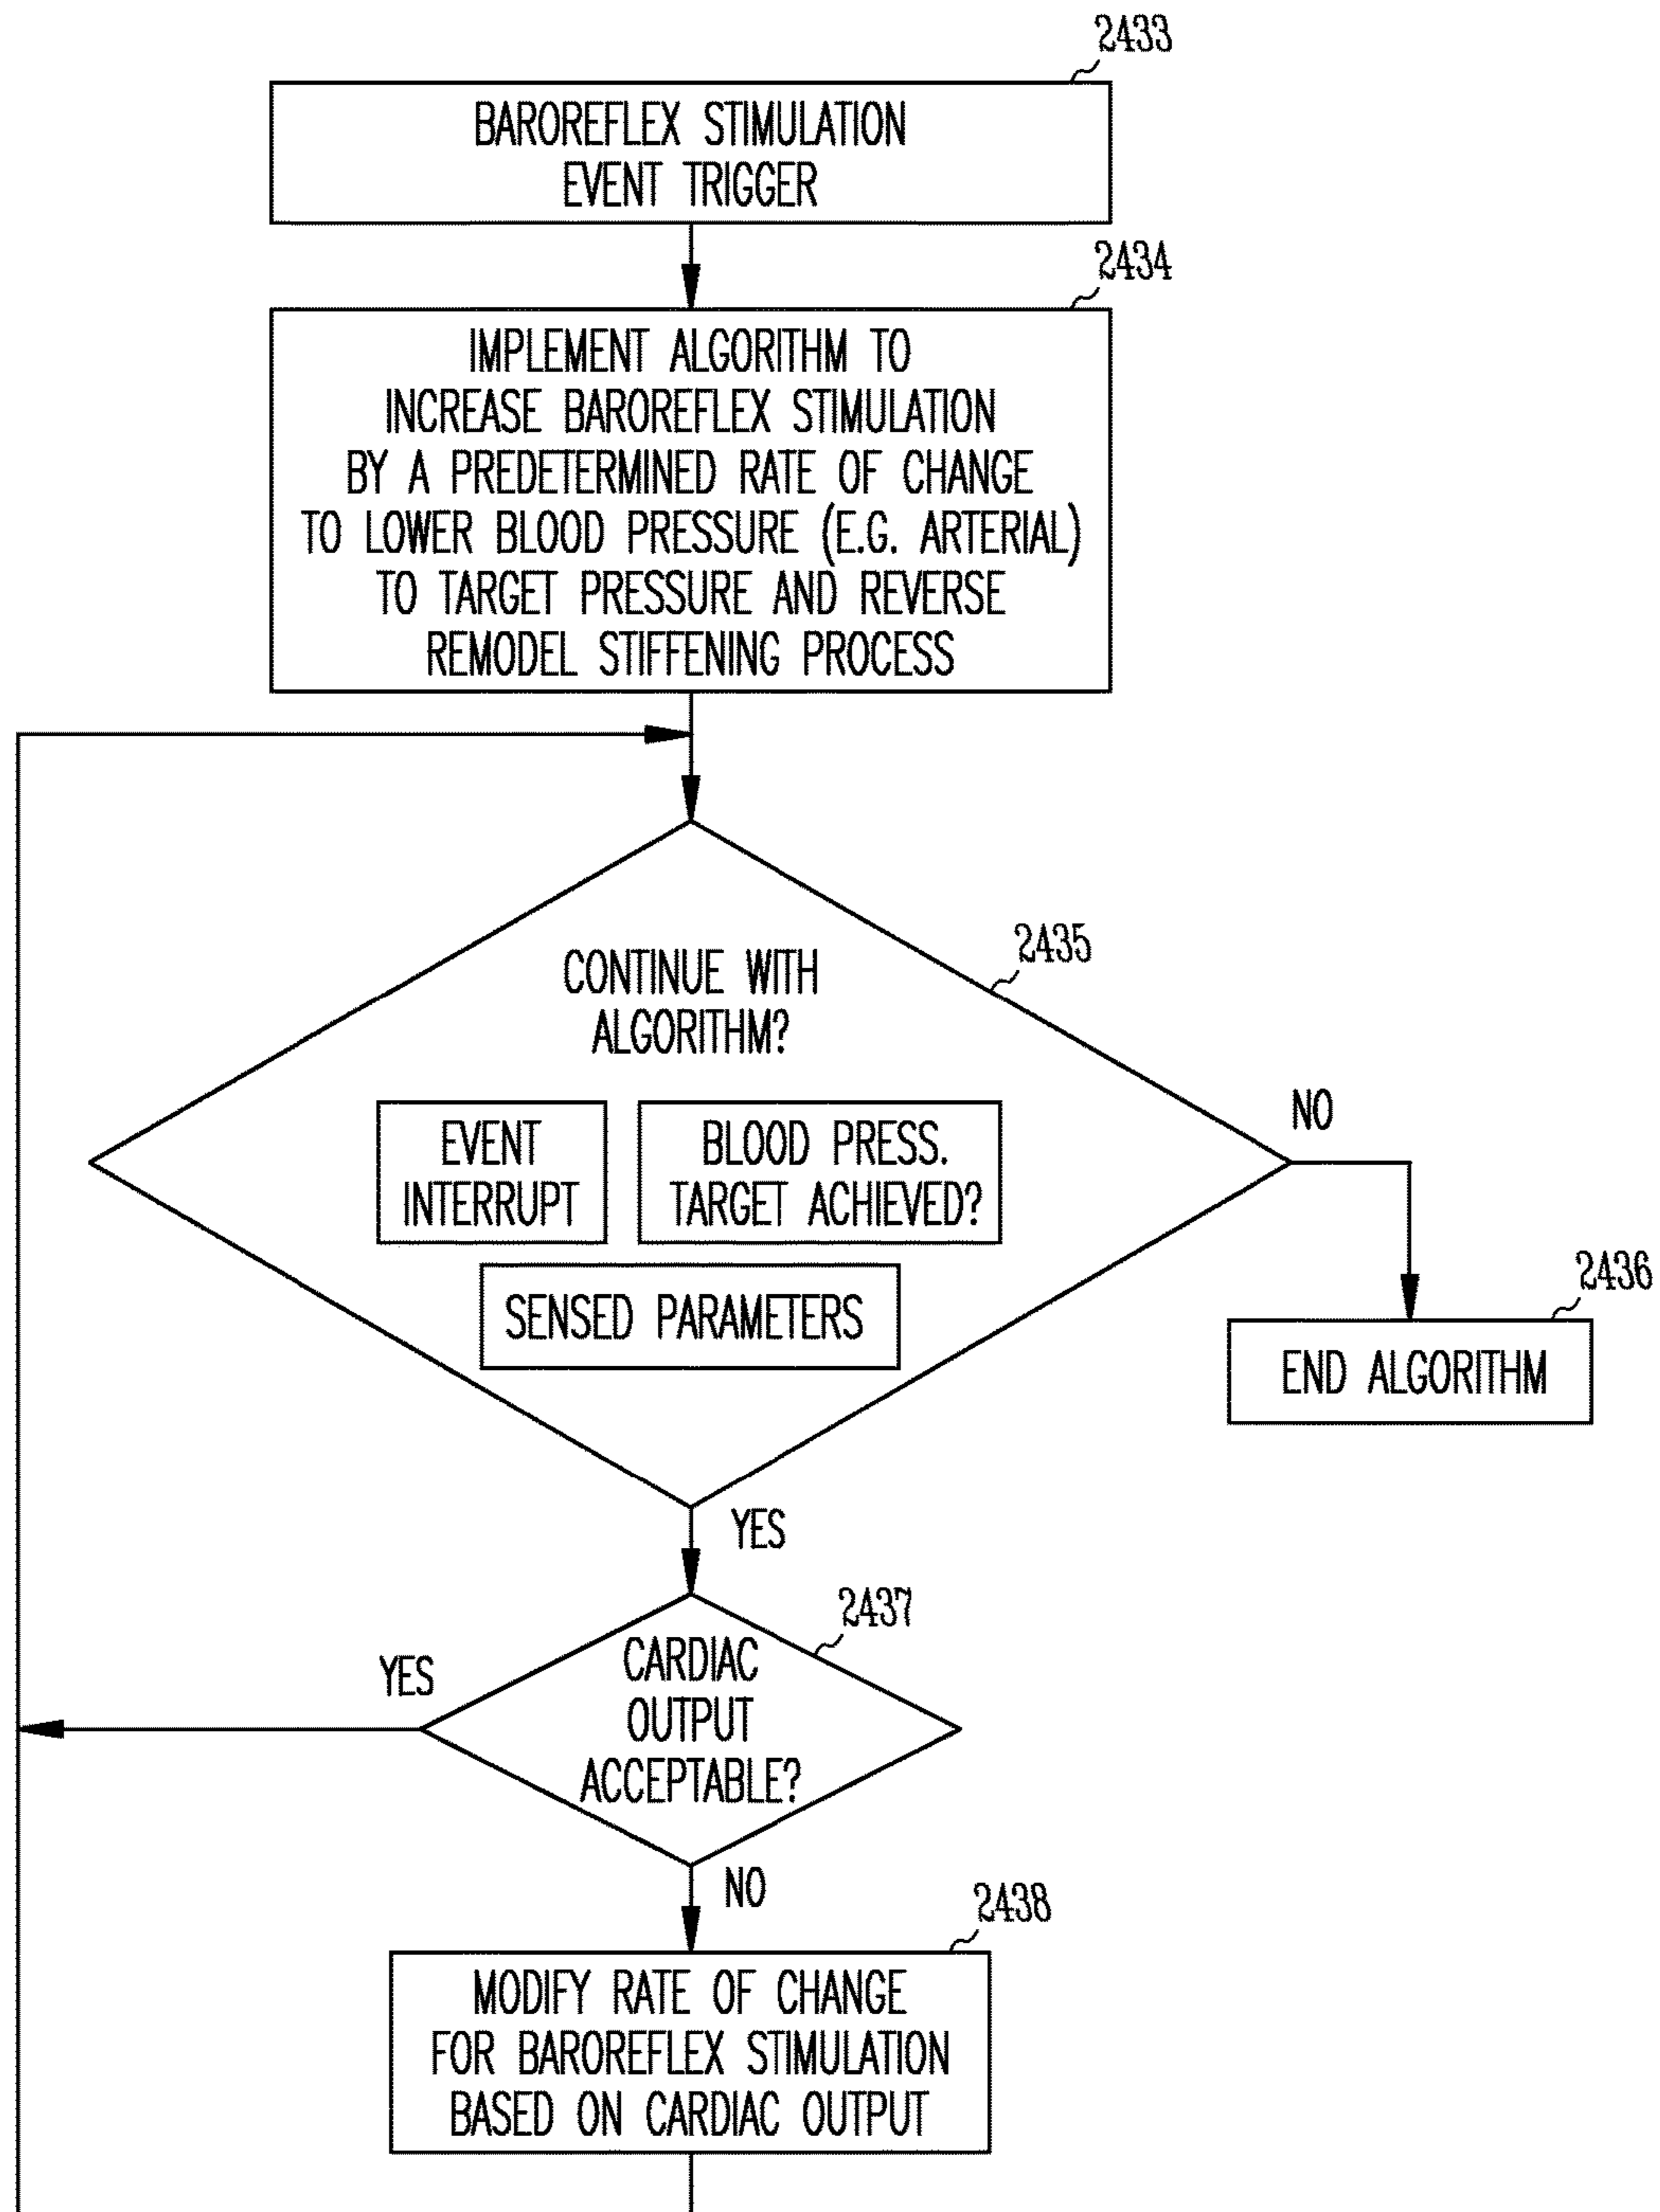 2433
BAROREFLEX STIMULATION
EVENT TRIGGER
2434
IMPLEMENT ALGORITHM TO
INCREASE BAROREFLEX STIMULATION
BY A PREDETERMINED RATE OF CHANGE
TO LOWER BLOOD PRESSURE (E.G. ARTERIAL)
TO TARGET PRESSURE AND REVERSE
REMODEL STIFFENING PROCESS
2435
CONTINUE WITH
ALGORITHM?
EVENT
INTERRUPT
BLOOD PRESS.
TARGET ACHIEVED?
SENSED PARAMETERS
NO
2436
END ALGORITHM
YES
2437
CARDIAC
OUTPUT
ACCEPTABLE?
YES
NO
2438
MODIFY RATE OF CHANGE
FOR BAROREFLEX STIMULATION
BASED ON CARDIAC OUTPUT